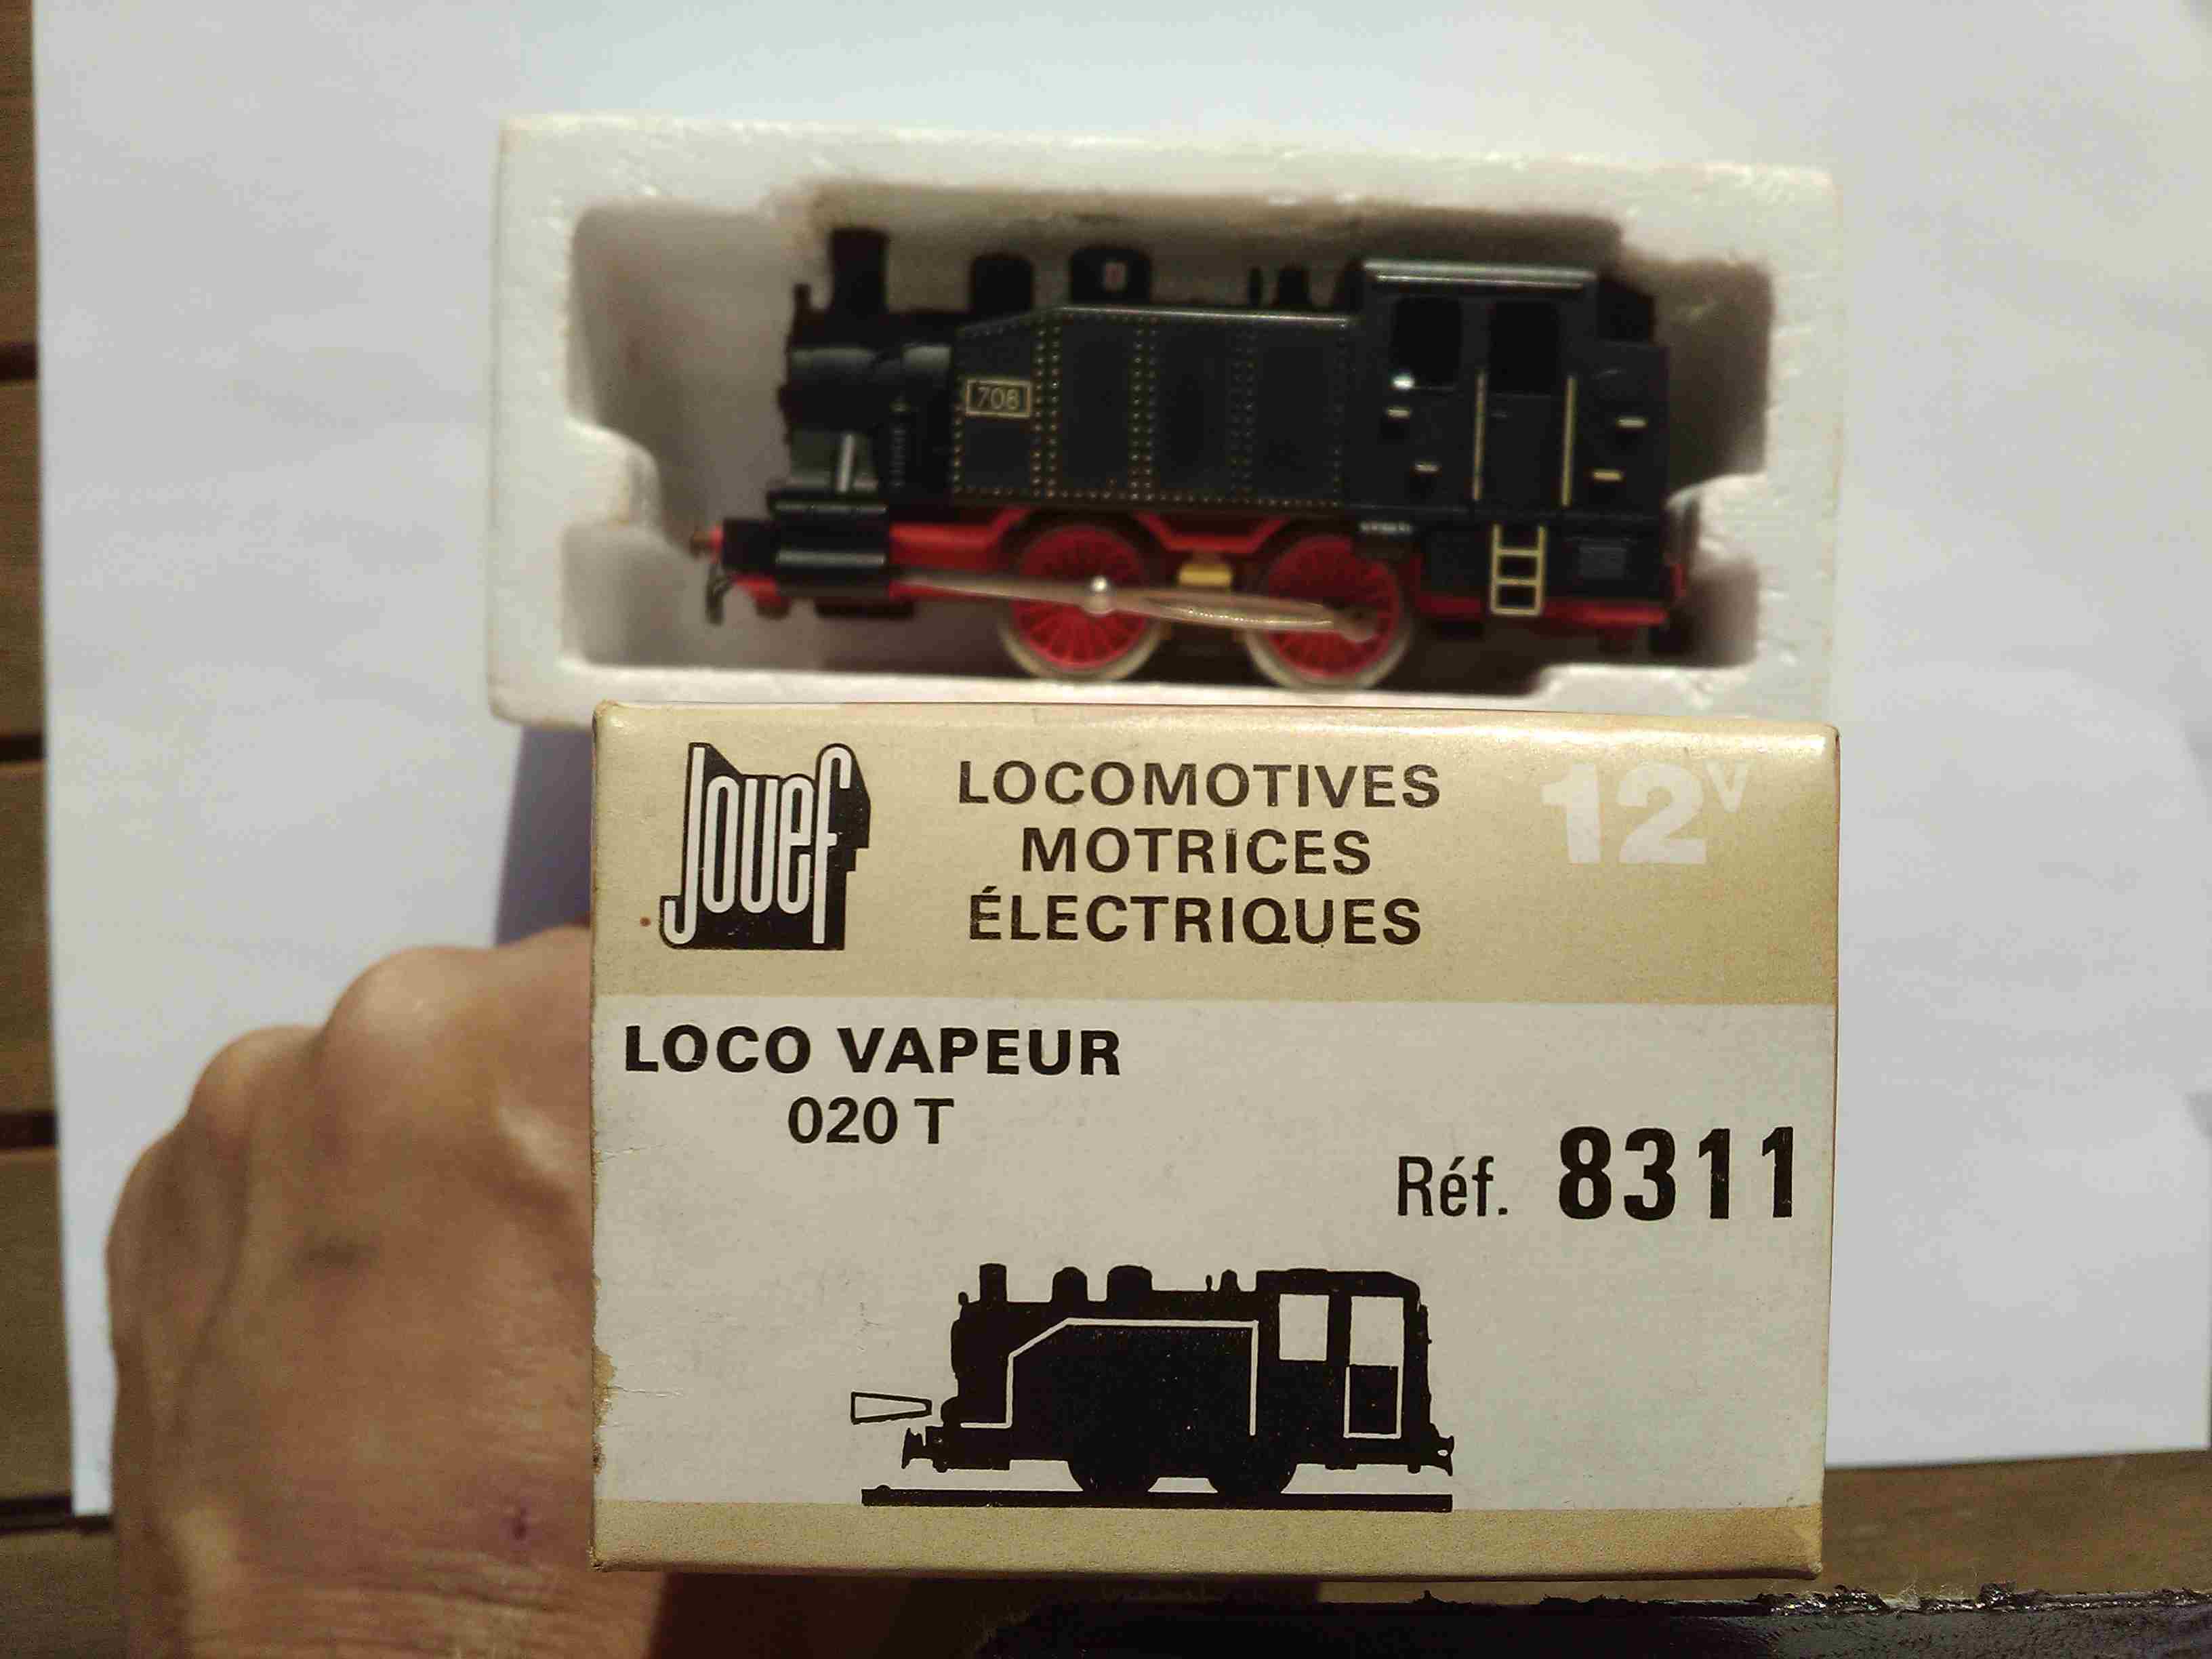 708
Jouef
LOCOMOTIVES
MOTRICES
ÉLECTRIQUES
12V
LOCO VAPEUR
020 T
Réf. 8311